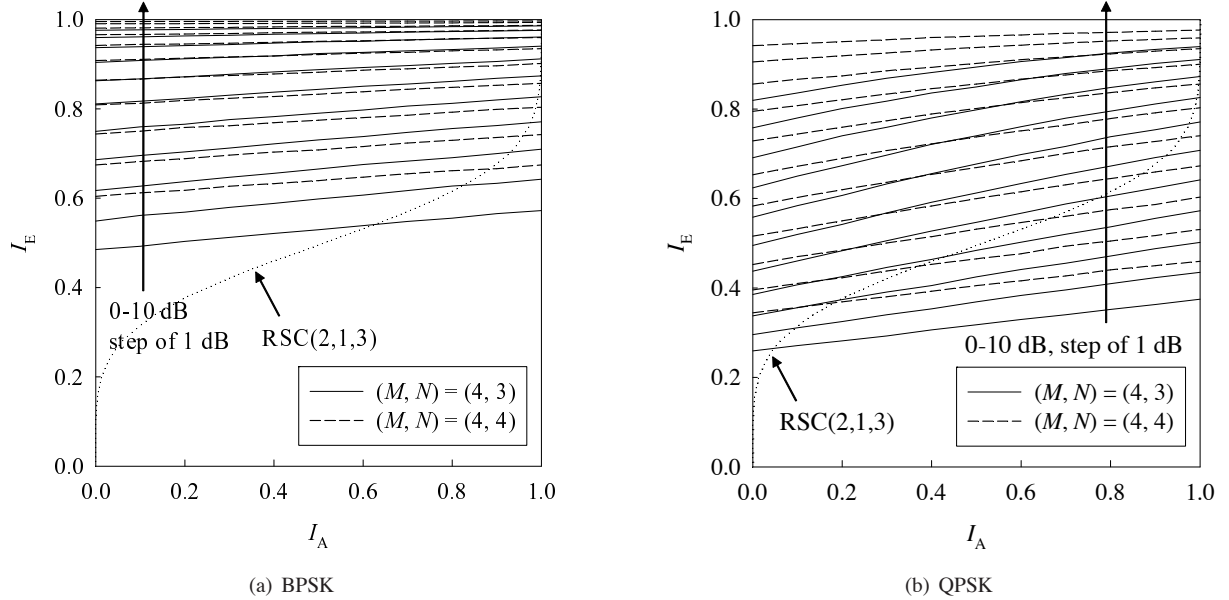 1.0
0.8
0.6
0.4
0.2
0.0
I_E
0-10 dB
step of 1 dB
RSC(2,1,3)
(M, N) = (4, 3)
(M, N) = (4, 4)
0.0 0.2 0.4 0.6 0.8 1.0
I_A
(a) BPSK
1.0
0.8
0.6
0.4
0.2
0.0
I_E
0-10 dB, step of 1 dB
RSC(2,1,3)
(M, N) = (4, 3)
(M, N) = (4, 4)
0.0 0.2 0.4 0.6 0.8 1.0
I_A
(b) QPSK